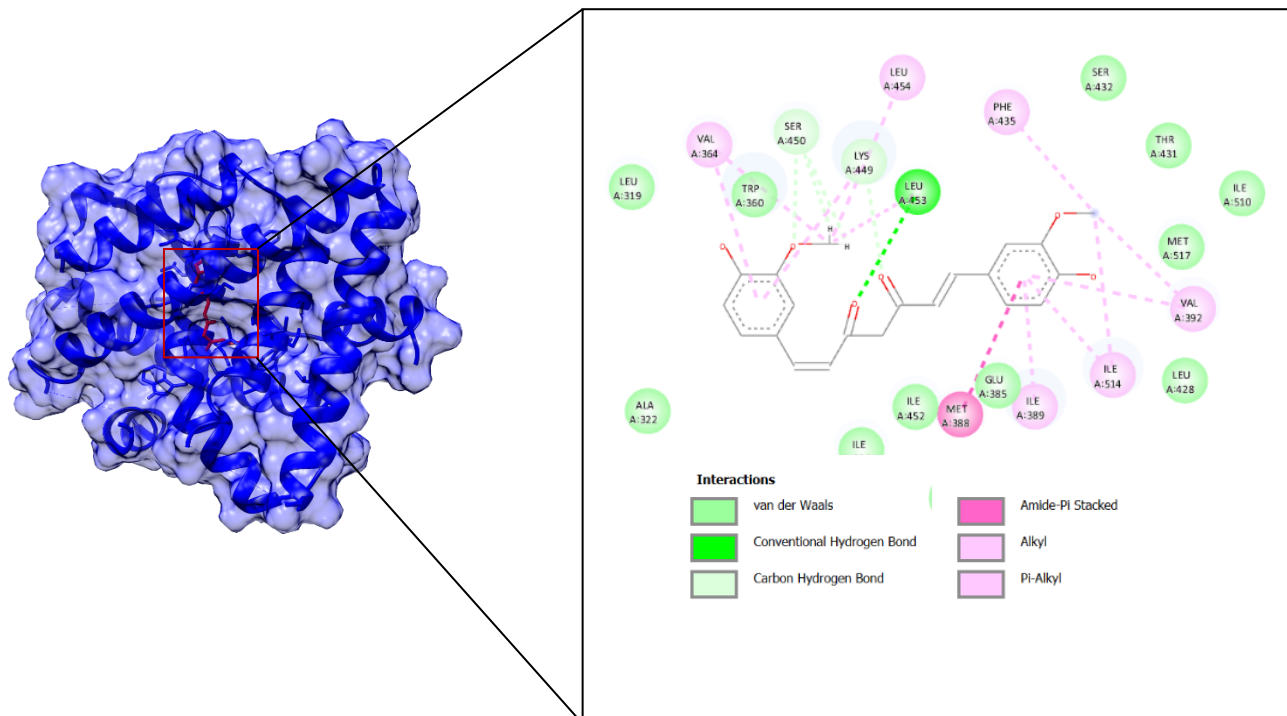 LEU
A:454
SER
A:432
PHE
A:435
SER
A:450
VAL
A:364
THR
A:431
LYS
A:449
LEU
A:319
TRP
A:360
LEU
A:453
ILE
A:510
H
H
O
O
O
O
O
O
MET
A:517
VAL
A:392
GLU
A:385
ILE
A:514
LEU
A:428
ALA
A:322
ILE
A:452
MET
A:388
ILE
A:389
ILE
Interactions
van der Waals
Conventional Hydrogen Bond
Carbon Hydrogen Bond
Amide-Pi Stacked
Alkyl
Pi-Alkyl